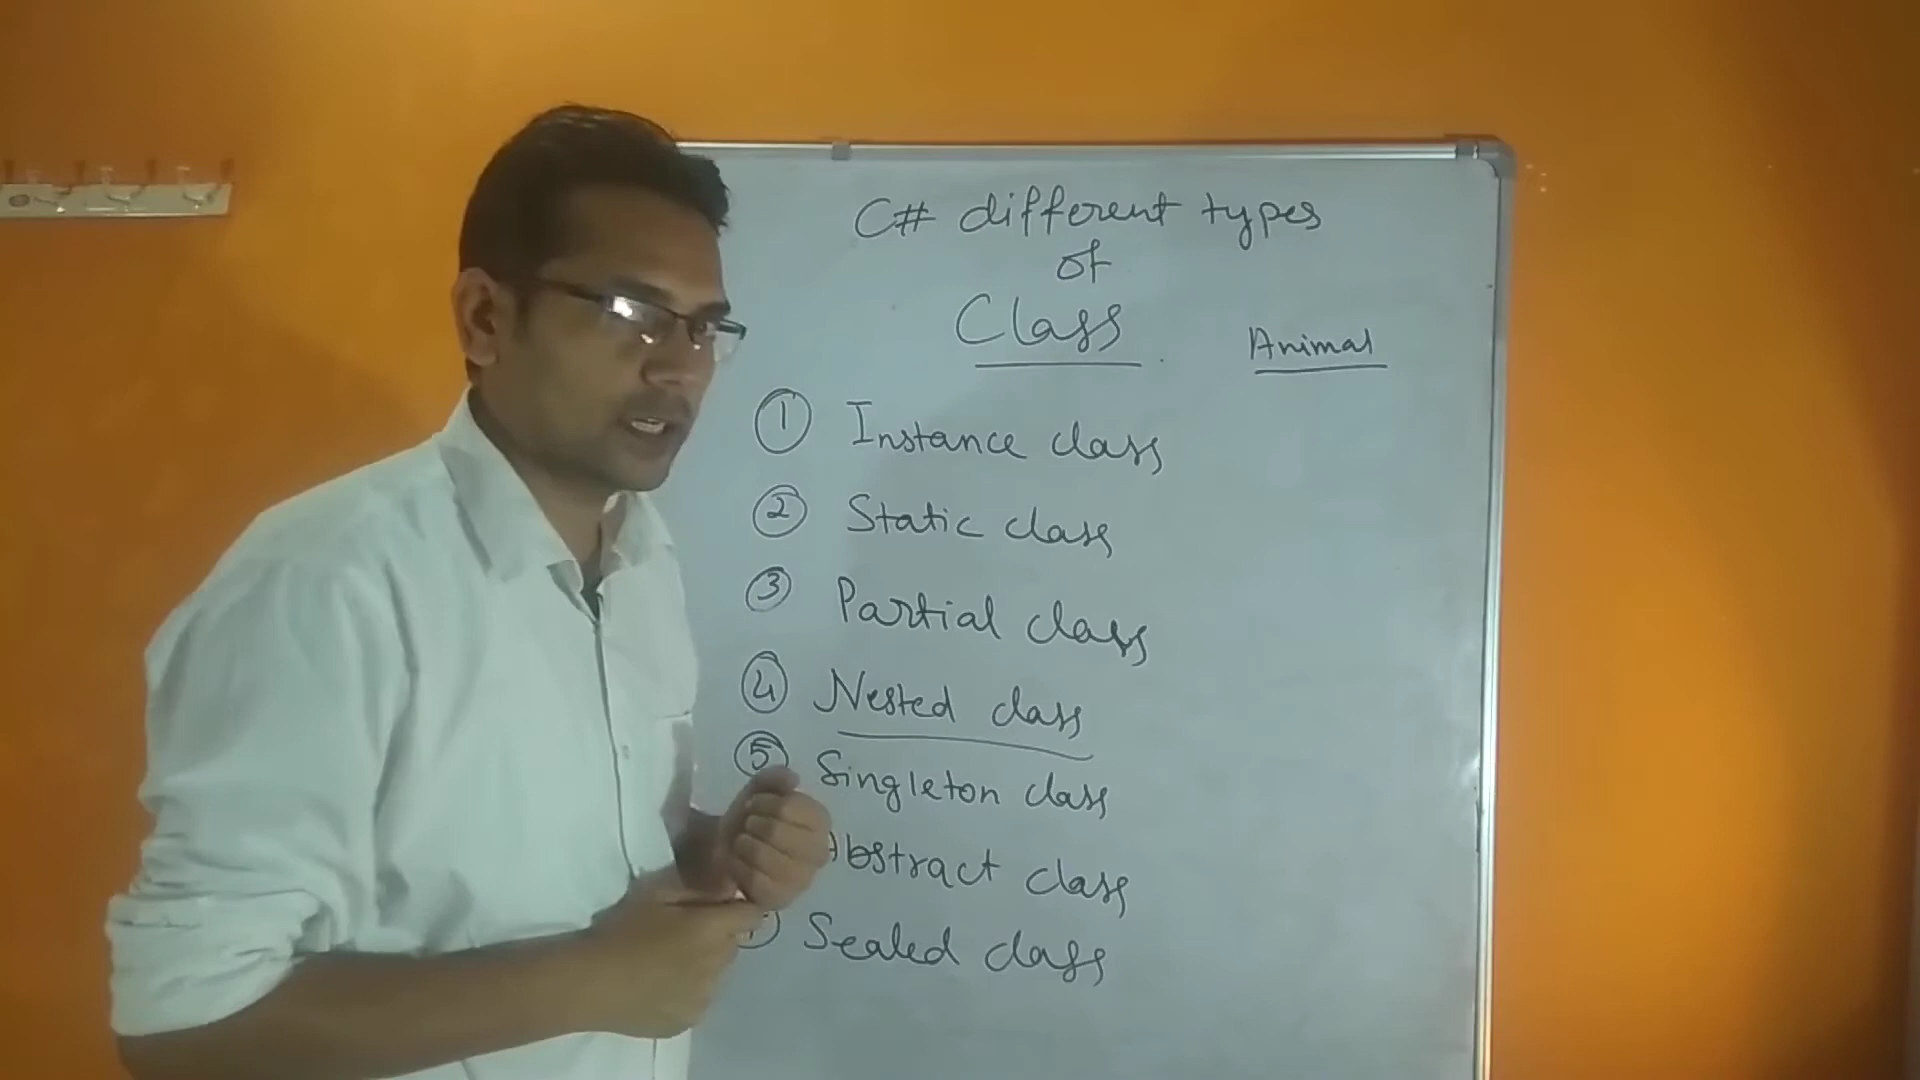 C# different types
of
Class
Animal
① Instance class
② Static class
③ Partial class
④ Nested class
⑤ Singleton class
Abstract class
Sealed class